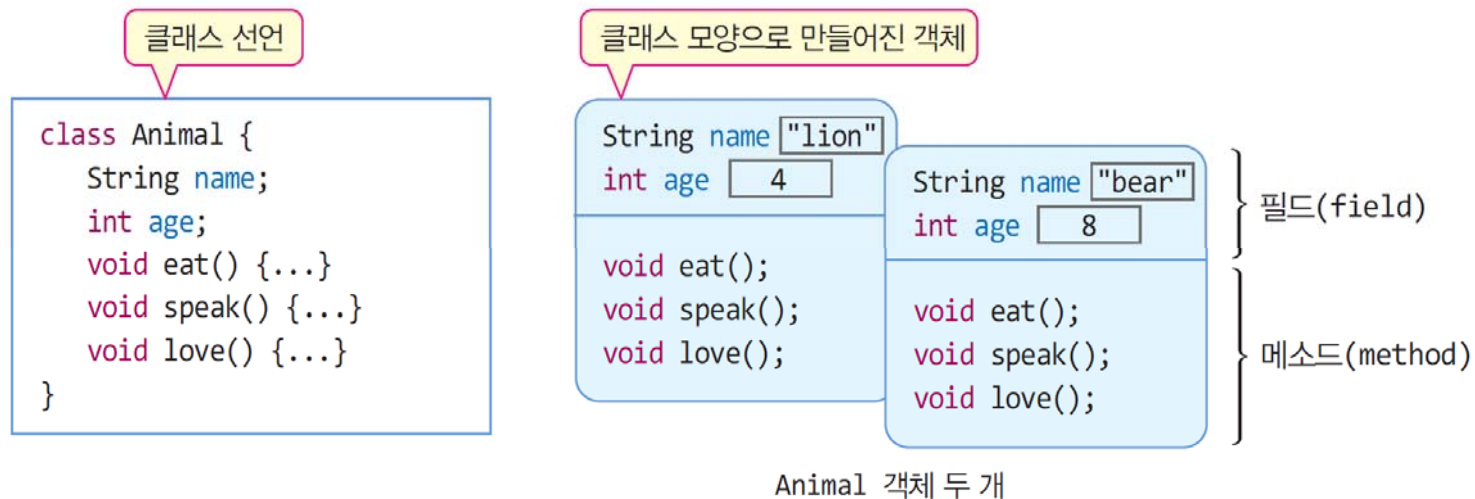 클래스 선언
class Animal {
String name;
int age;
void eat() {...}
void speak() {...}
void love() {...}
}
클래스 모양으로 만들어진 객체
String name "lion"
int age 4
void eat();
void speak();
void love();
String name "bear"
int age 8
void eat();
void speak();
void love();
필드(field)
메소드(method)
Animal 객체 두 개